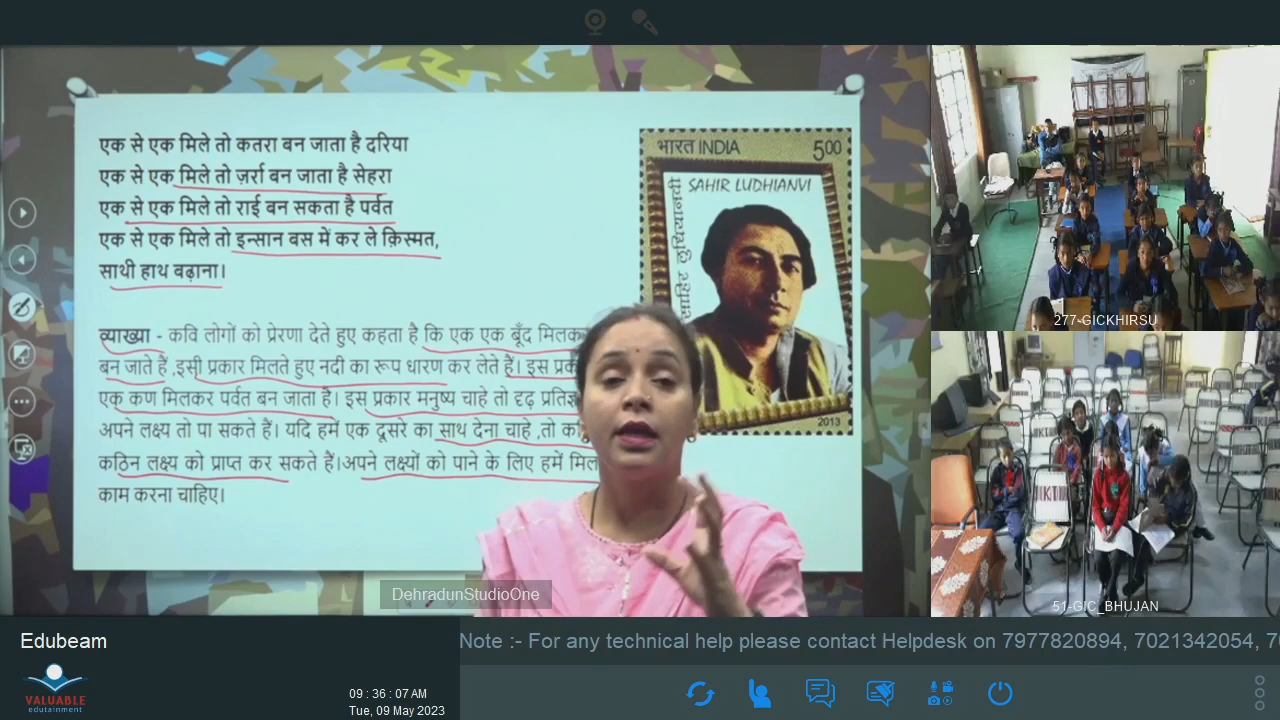 एक से एक मिले तो कतरा बन जाता है दरिया
एक से एक मिले तो ज़र्रा बन जाता है सेहरा
एक से एक मिले तो राई बन सकता है पर्वत
एक से एक मिले तो इन्सान बस में कर ले क़िस्मत,
साथी हाथ बढ़ाना।
व्याख्या - कवि लोगों को प्रेरणा देते हुए कहता है कि एक एक बूँद मिलकर
बन जाते हैं ,इसी प्रकार मिलते हुए नदी का रूप धारण कर लेते हैं। इस
एक कण मिलकर पर्वत बन जाता है। इस प्रकार मनुष्य चाहे तो दृढ़
अपने लक्ष्य तो पा सकते हैं। यदि हमें एक दूसरे का साथ देना चाहे ,तो
कठिन लक्ष्य को प्राप्त कर सकते हैं।अपने लक्ष्यों को पाने के लिए हमें मिल
काम करना चाहिए।
भारत INDIA 5.00
SAHIR LUDHIANVI
साहिर लुधियानवी
2013
DehradunStudioOne
277-GICKHIRSU
51-GIC_BHUJAN
Edubeam
Note :- For any technical help please contact Helpdesk on 7977820894, 7021342054,
VALUABLE
edutainment
09 : 36 : 07 AM
Tue, 09 May 2023